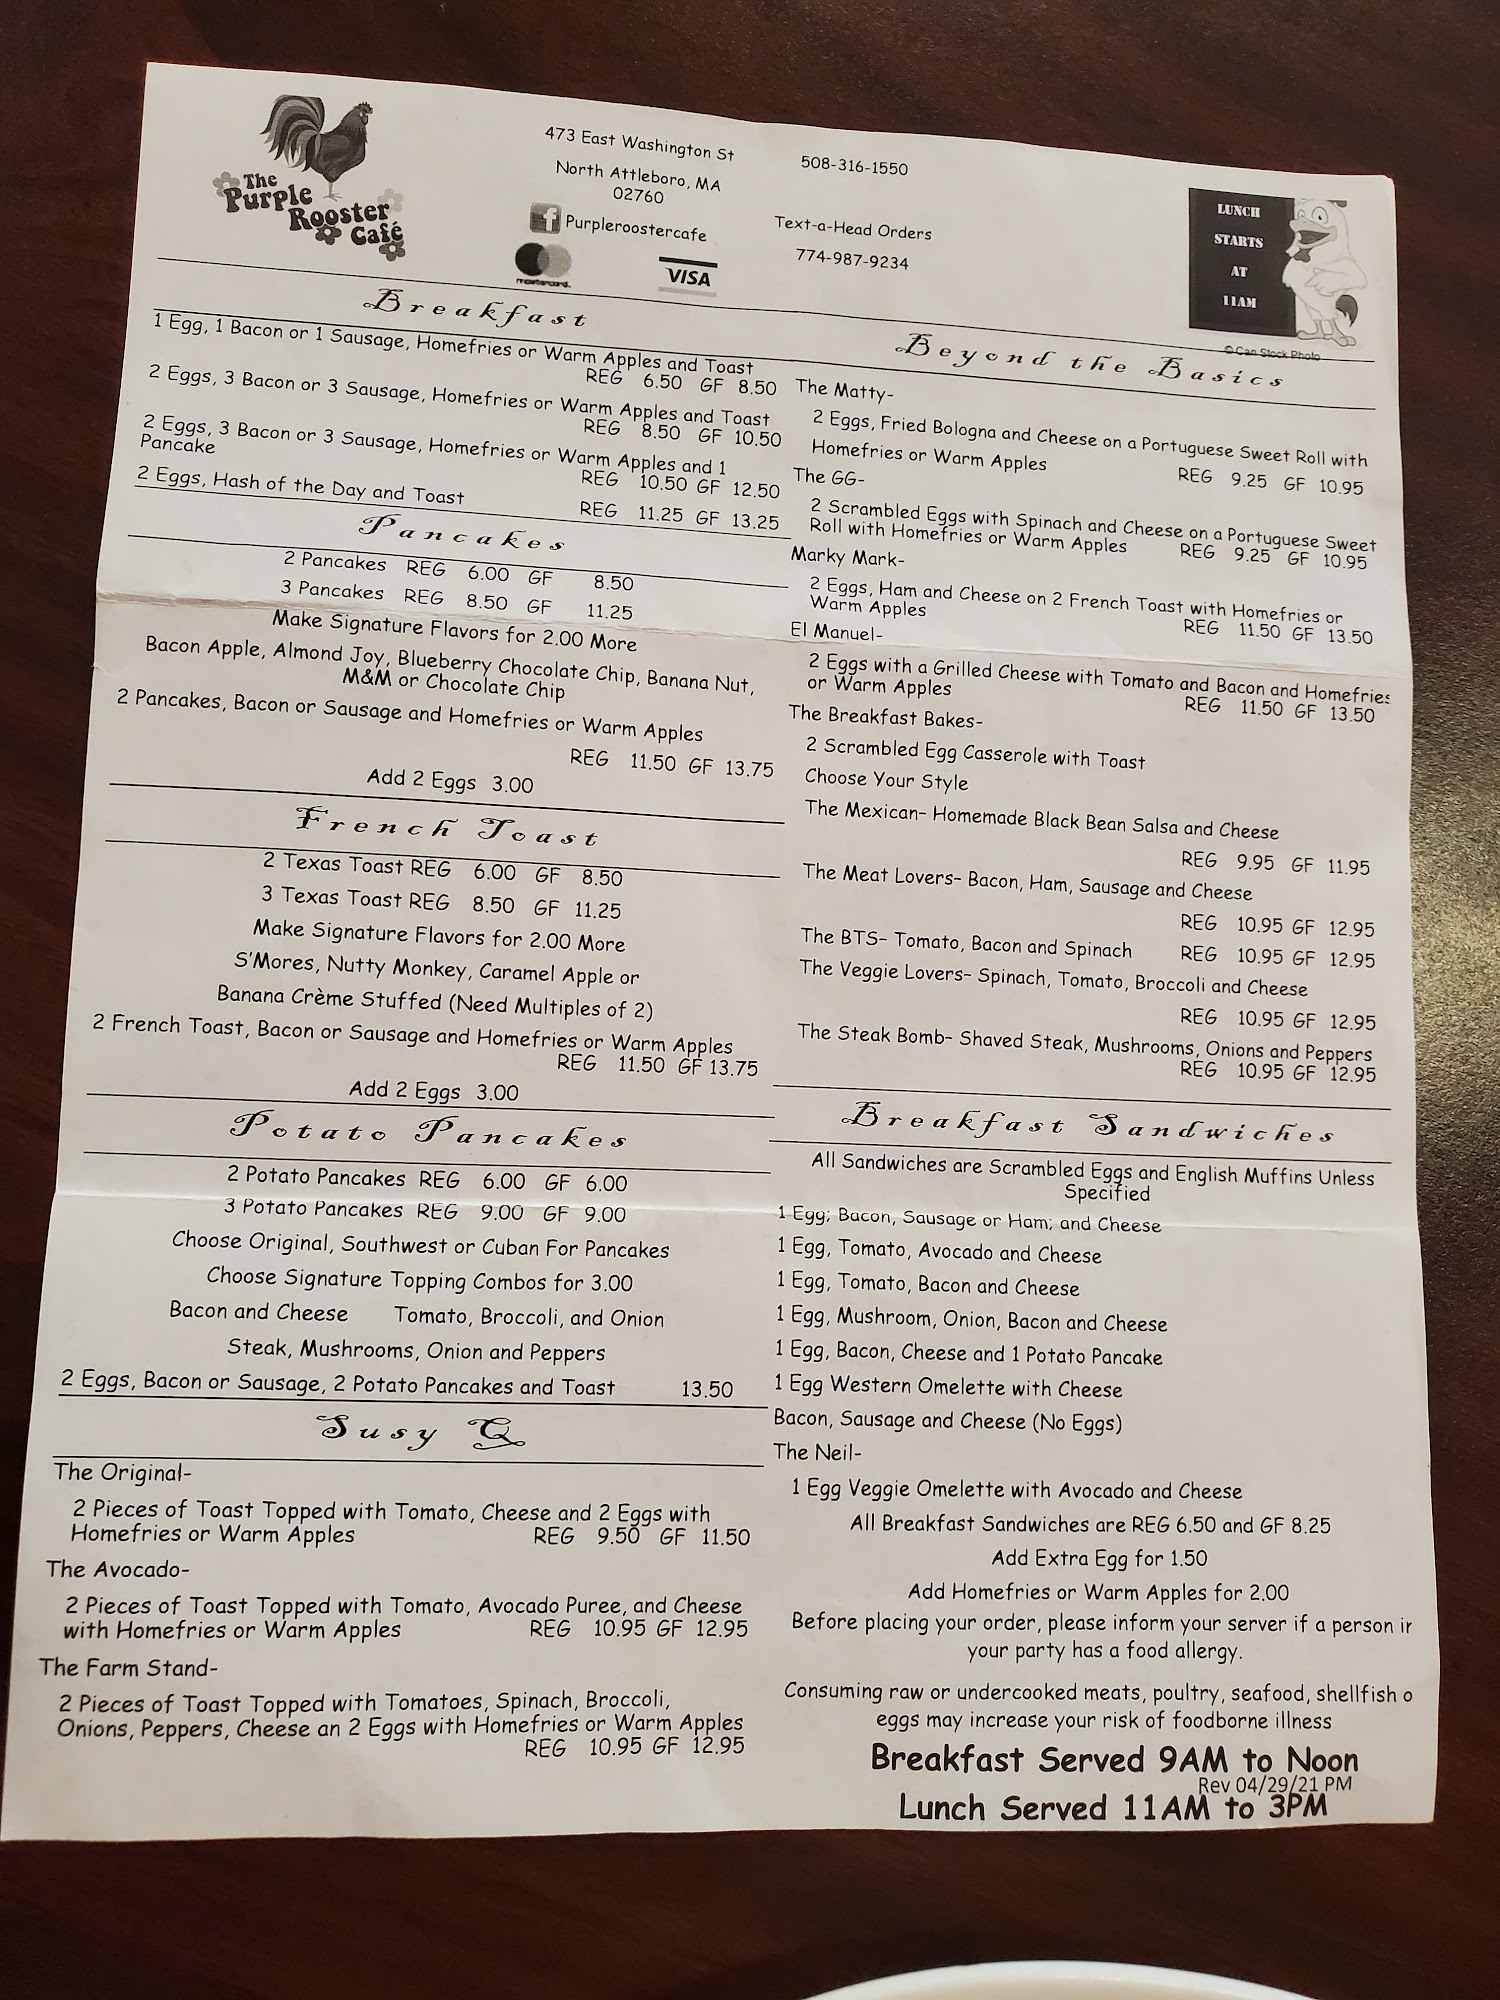 The
Purple
Rooster
Café
473 East Washington St
North Attleboro, MA
02760
f Purpleroostercafe
mastercard.
VISA
508-316-1550
Text-a-Head Orders
774-987-9234
LUNCH
STARTS
AT
11AM
© Can Stock Photo
Breakfast
1 Egg, 1 Bacon or 1 Sausage, Homefries or Warm Apples and Toast
REG 6.50 GF 8.50
2 Eggs, 3 Bacon or 3 Sausage, Homefries or Warm Apples and Toast
REG 8.50 GF 10.50
2 Eggs, 3 Bacon or 3 Sausage, Homefries or Warm Apples and 1
Pancake
REG 10.50 GF 12.50
2 Eggs, Hash of the Day and Toast REG 11.25 GF 13.25
Pancakes
2 Pancakes REG 6.00 GF 8.50
3 Pancakes REG 8.50 GF 11.25
Make Signature Flavors for 2.00 More
Bacon Apple, Almond Joy, Blueberry Chocolate Chip, Banana Nut,
M&M or Chocolate Chip
2 Pancakes, Bacon or Sausage and Homefries or Warm Apples
REG 11.50 GF 13.75
Add 2 Eggs 3.00
French Toast
2 Texas Toast REG 6.00 GF 8.50
3 Texas Toast REG 8.50 GF 11.25
Make Signature Flavors for 2.00 More
S'Mores, Nutty Monkey, Caramel Apple or
Banana Crème Stuffed (Need Multiples of 2)
2 French Toast, Bacon or Sausage and Homefries or Warm Apples
REG 11.50 GF 13.75
Add 2 Eggs 3.00
Potato Pancakes
2 Potato Pancakes REG 6.00 GF 6.00
3 Potato Pancakes REG 9.00 GF 9.00
Choose Original, Southwest or Cuban For Pancakes
Choose Signature Topping Combos for 3.00
Bacon and Cheese Tomato, Broccoli, and Onion
Steak, Mushrooms, Onion and Peppers
2 Eggs, Bacon or Sausage, 2 Potato Pancakes and Toast 13.50
Susy Q
The Original-
2 Pieces of Toast Topped with Tomato, Cheese and 2 Eggs with
Homefries or Warm Apples REG 9.50 GF 11.50
The Avocado-
2 Pieces of Toast Topped with Tomato, Avocado Puree, and Cheese
with Homefries or Warm Apples REG 10.95 GF 12.95
The Farm Stand-
2 Pieces of Toast Topped with Tomatoes, Spinach, Broccoli,
Onions, Peppers, Cheese an 2 Eggs with Homefries or Warm Apples
REG 10.95 GF 12.95
Beyond the Basics
The Matty-
2 Eggs, Fried Bologna and Cheese on a Portuguese Sweet Roll with
Homefries or Warm Apples REG 9.25 GF 10.95
The GG-
2 Scrambled Eggs with Spinach and Cheese on a Portuguese Sweet
Roll with Homefries or Warm Apples REG 9.25 GF 10.95
Marky Mark-
2 Eggs, Ham and Cheese on 2 French Toast with Homefries or
Warm Apples REG 11.50 GF 13.50
El Manuel-
2 Eggs with a Grilled Cheese with Tomato and Bacon and Homefries
or Warm Apples REG 11.50 GF 13.50
The Breakfast Bakes-
2 Scrambled Egg Casserole with Toast
Choose Your Style
The Mexican- Homemade Black Bean Salsa and Cheese
REG 9.95 GF 11.95
The Meat Lovers- Bacon, Ham, Sausage and Cheese
REG 10.95 GF 12.95
The BTS- Tomato, Bacon and Spinach REG 10.95 GF 12.95
The Veggie Lovers- Spinach, Tomato, Broccoli and Cheese
REG 10.95 GF 12.95
The Steak Bomb- Shaved Steak, Mushrooms, Onions and Peppers
REG 10.95 GF 12.95
Breakfast Sandwiches
All Sandwiches are Scrambled Eggs and English Muffins Unless
Specified
1 Egg; Bacon, Sausage or Ham; and Cheese
1 Egg, Tomato, Avocado and Cheese
1 Egg, Tomato, Bacon and Cheese
1 Egg, Mushroom, Onion, Bacon and Cheese
1 Egg, Bacon, Cheese and 1 Potato Pancake
1 Egg Western Omelette with Cheese
Bacon, Sausage and Cheese (No Eggs)
The Neil-
1 Egg Veggie Omelette with Avocado and Cheese
All Breakfast Sandwiches are REG 6.50 and GF 8.25
Add Extra Egg for 1.50
Add Homefries or Warm Apples for 2.00
Before placing your order, please inform your server if a person in
your party has a food allergy.
Consuming raw or undercooked meats, poultry, seafood, shellfish o
eggs may increase your risk of foodborne illness
Breakfast Served 9AM to Noon
Rev 04/29/21 PM
Lunch Served 11AM to 3PM